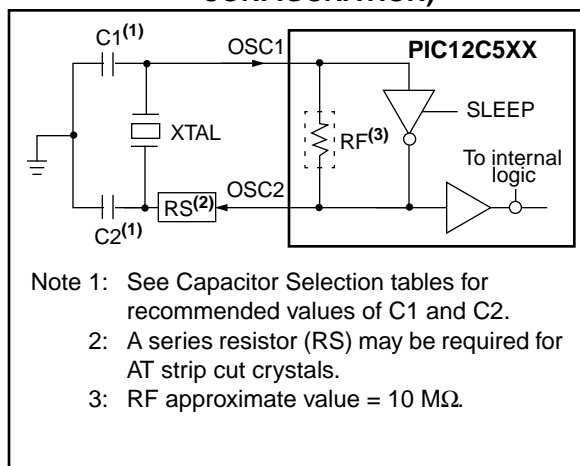 C1(1)
OSC1
PIC12C5XX
SLEEP
XTAL
RF(3)
To internal
logic
OSC2
RS(2)
C2(1)
Note 1: See Capacitor Selection tables for
recommended values of C1 and C2.
2: A series resistor (RS) may be required for
AT strip cut crystals.
3: RF approximate value = 10 MΩ.